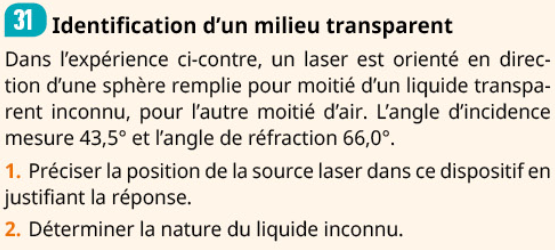 31 Identification d’un milieu transparent
Dans l’expérience ci-contre, un laser est orienté en direc-
tion d’une sphère remplie pour moitié d’un liquide transpa-
rent inconnu, pour l’autre moitié d’air. L’angle d’incidence
mesure 43,5° et l’angle de réfraction 66,0°.
1. Préciser la position de la source laser dans ce dispositif en
justifiant la réponse.
2. Déterminer la nature du liquide inconnu.